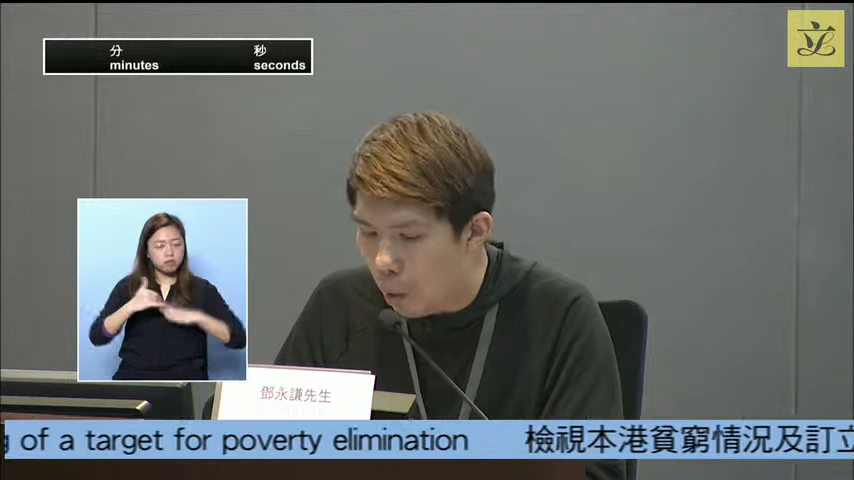 分 秒
minutes seconds
鄧永謙先生
of a target for poverty elimination 檢視本港貧窮情況及訂立